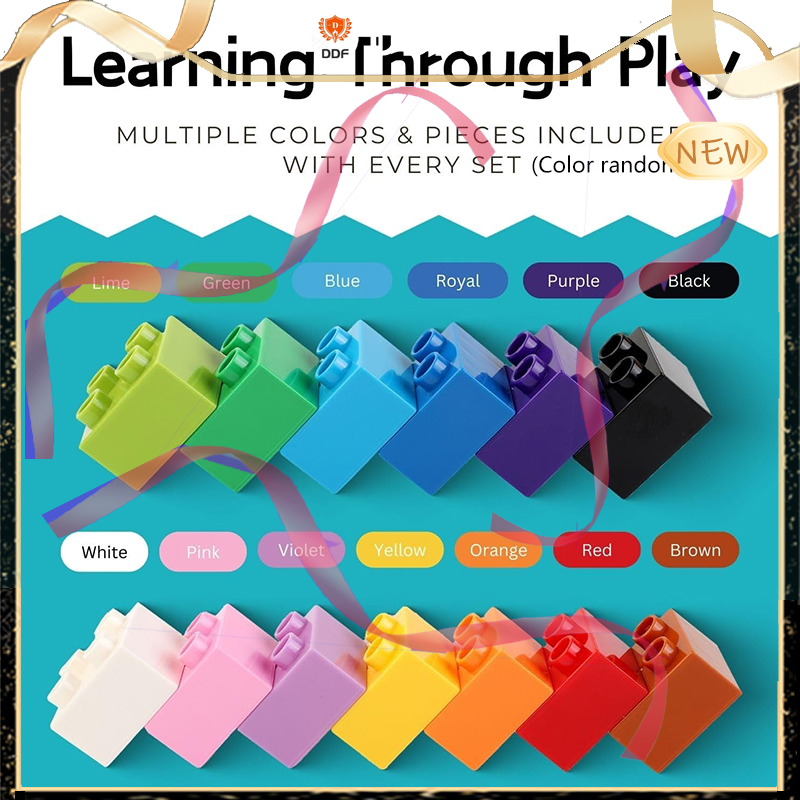 DDF
Learning Through Play
MULTIPLE COLORS & PIECES INCLUDED
WITH EVERY SET (Color random
NEW
Lime Green Blue Royal Purple Black
White Pink Violet Yellow Orange Red Brown